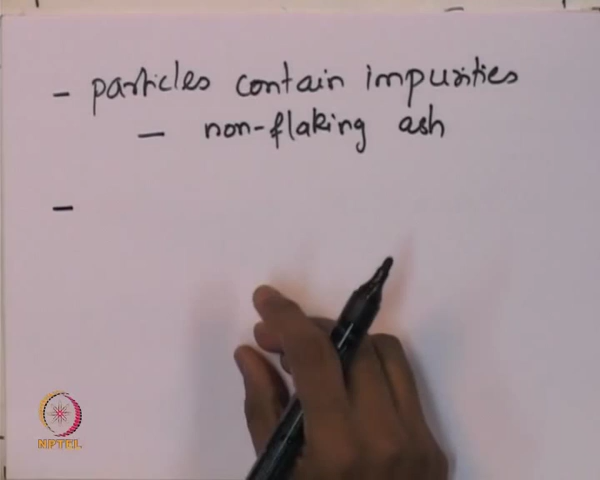 - particles contain impurities
- non-flaking ash
-
NPTEL